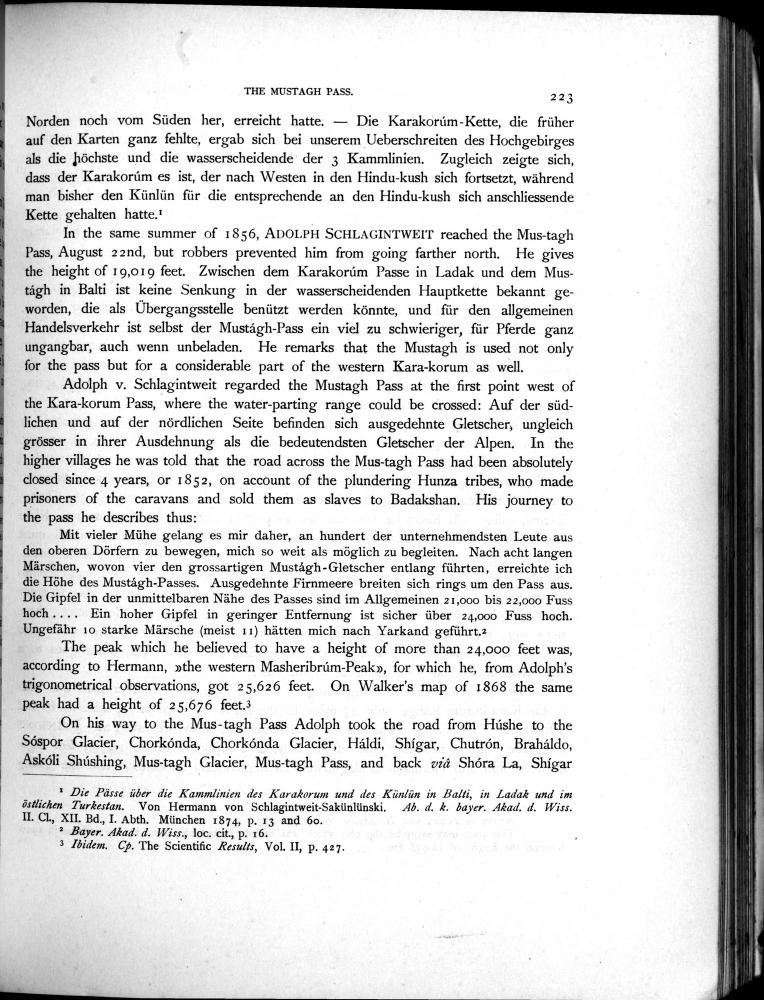 THE MUSTAGH PASS.
223
Norden noch vom Süden her, erreicht hatte. — Die Karakorúm-Kette, die früher
auf den Karten ganz fehlte, ergab sich bei unserem Ueberschreiten des Hochgebirges
als die höchste und die wasserscheidende der 3 Kammlinien. Zugleich zeigte sich,
dass der Karakorúm es ist, der nach Westen in den Hindu-kush sich fortsetzt, während
man bisher den Künlün für die entsprechende an den Hindu-kush sich anschliessende
Kette gehalten hatte.¹
In the same summer of 1856, ADOLPH SCHLAGINTWEIT reached the Mus-tagh
Pass, August 22nd, but robbers prevented him from going farther north. He gives
the height of 19,019 feet. Zwischen dem Karakorúm Passe in Ladak und dem Mus-
tágh in Balti ist keine Senkung in der wasserscheidenden Hauptkette bekannt ge-
worden, die als Übergangsstelle benützt werden könnte, und für den allgemeinen
Handelsverkehr ist selbst der Mustágh-Pass ein viel zu schwieriger, für Pferde ganz
ungangbar, auch wenn unbeladen. He remarks that the Mustagh is used not only
for the pass but for a considerable part of the western Kara-korum as well.
Adolph v. Schlagintweit regarded the Mustagh Pass at the first point west of
the Kara-korum Pass, where the water-parting range could be crossed: Auf der süd-
lichen und auf der nördlichen Seite befinden sich ausgedehnte Gletscher, ungleich
grösser in ihrer Ausdehnung als die bedeutendsten Gletscher der Alpen. In the
higher villages he was told that the road across the Mus-tagh Pass had been absolutely
closed since 4 years, or 1852, on account of the plundering Hunza tribes, who made
prisoners of the caravans and sold them as slaves to Badakshan. His journey to
the pass he describes thus:
Mit vieler Mühe gelang es mir daher, an hundert der unternehmendsten Leute aus
den oberen Dörfern zu bewegen, mich so weit als möglich zu begleiten. Nach acht langen
Märschen, wovon vier den grossartigen Mustágh-Gletscher entlang führten, erreichte ich
die Höhe des Mustágh-Passes. Ausgedehnte Firnmeere breiten sich rings um den Pass aus.
Die Gipfel in der unmittelbaren Nähe des Passes sind im Allgemeinen 21,000 bis 22,000 Fuss
hoch .... Ein hoher Gipfel in geringer Entfernung ist sicher über 24,000 Fuss hoch.
Ungefähr 10 starke Märsche (meist 11) hätten mich nach Yarkand geführt.²
The peak which he believed to have a height of more than 24,000 feet was,
according to Hermann, »the western Masheribrúm-Peak», for which he, from Adolph's
trigonometrical observations, got 25,626 feet. On Walker's map of 1868 the same
peak had a height of 25,676 feet.³
On his way to the Mus-tagh Pass Adolph took the road from Húshe to the
Sóspor Glacier, Chorkónda, Chorkónda Glacier, Háldi, Shígar, Chutrón, Braháldo,
Askóli Shúshing, Mus-tagh Glacier, Mus-tagh Pass, and back viâ Shóra La, Shígar
¹ Die Pässe über die Kammlinien des Karakorum und des Künlün in Balti, in Ladak und im
östlichen Turkestan. Von Hermann von Schlagintweit-Sakünlünski. Ab. d. k. bayer. Akad. d. Wiss.
II. Cl., XII. Bd., I. Abth. München 1874, p. 13 and 60.
² Bayer. Akad. d. Wiss., loc. cit., p. 16.
³ Ibidem. Cp. The Scientific Results, Vol. II, p. 427.